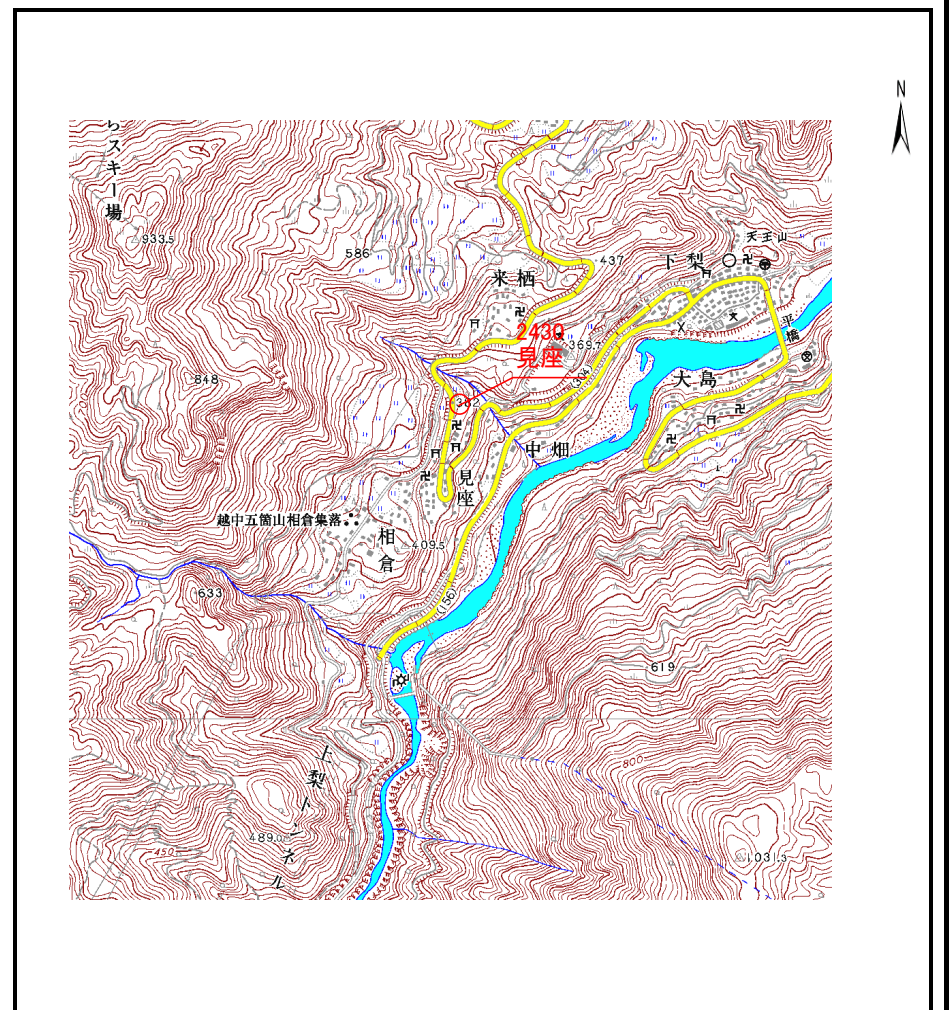 N
らスキー場
933.5
天王山
586
437
下梨
来栖
2430
見座
369.7
平橋
848
(304)
大島
382
中畑
見座
越中五箇山相倉集落
相倉
409.5
633
(156)
619
上梨トンネル
800
489.0
450
1031.3